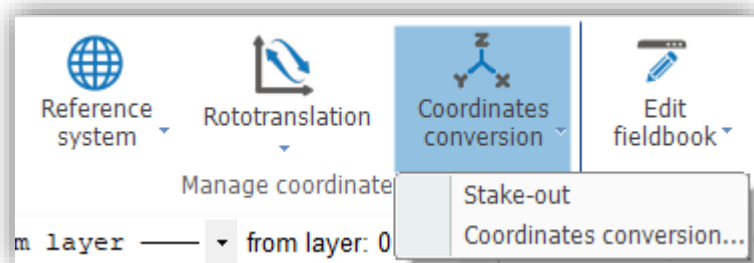 Reference
system
Rototranslation
Z
Y X
Coordinates
conversion
Edit
fieldbook
Manage coordinate
Stake-out
Coordinates conversion...
m layer
from layer: 0